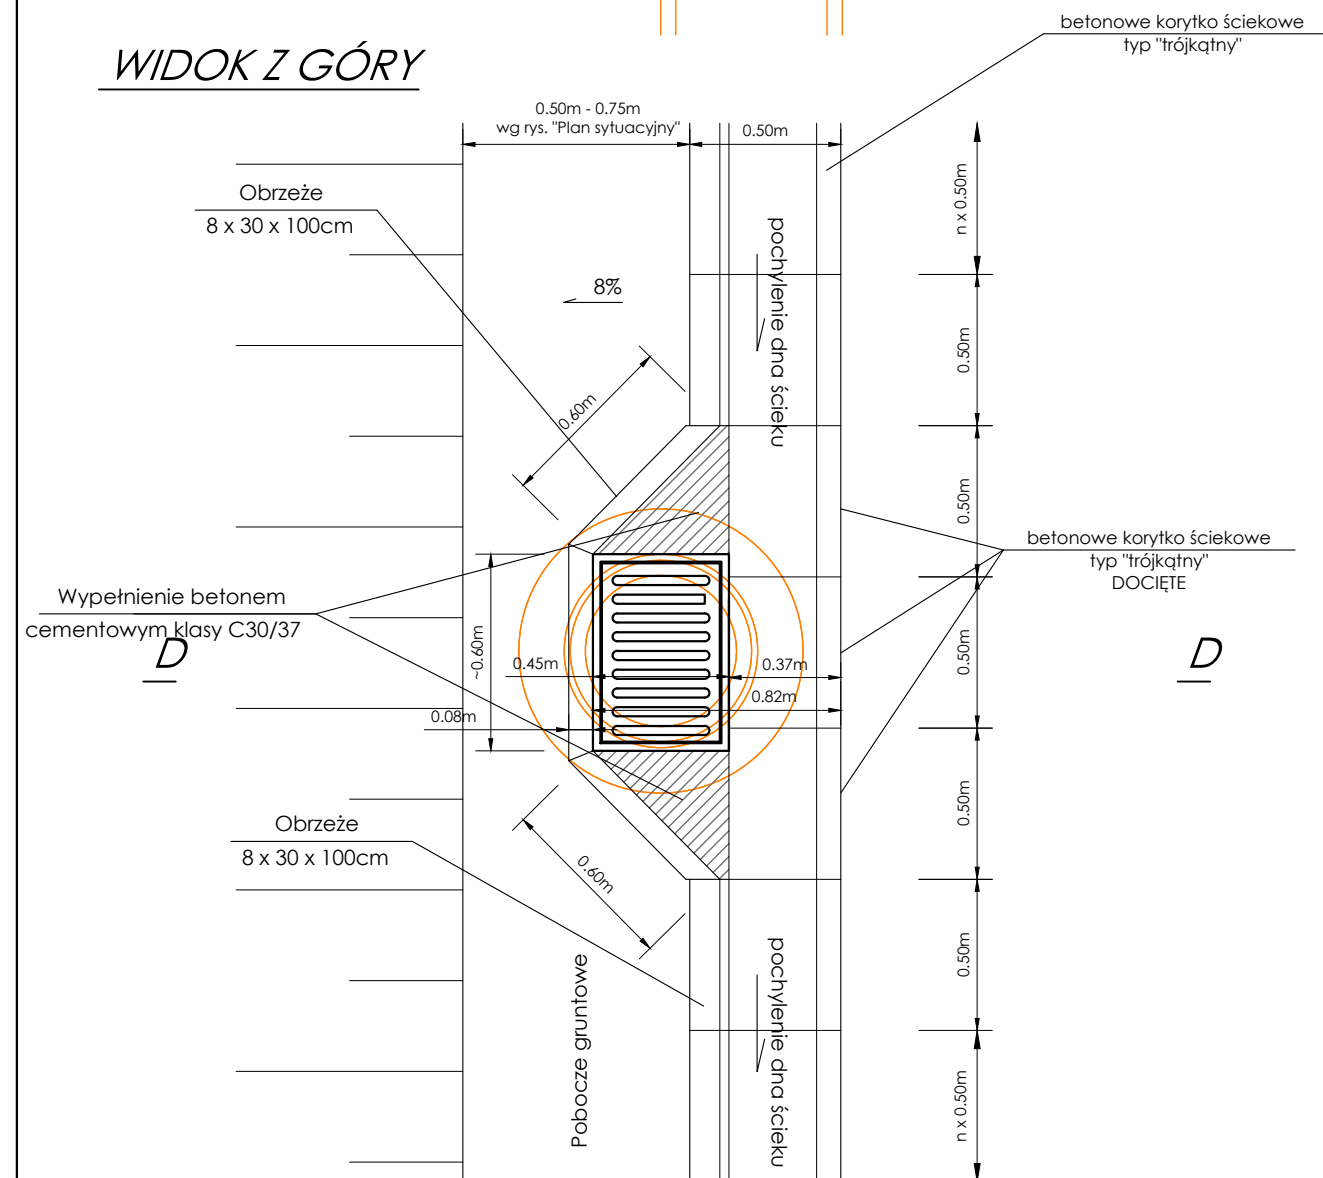 WIDOK Z GÓRY
betonowe korytko ściekowe
typ "trójkątny"
0.50m - 0.75m
wg rys. "Plan sytuacyjny"
0.50m
Obrzeże
8 x 30 x 100cm
8%
pochylenie dna ścieku
n x 0.50m
0.50m
0.60m
0.50m
betonowe korytko ściekowe
typ "trójkątny"
DOCIĘTE
Wypełnienie betonem
cementowym klasy C30/37
D
~0.60m
0.45m
0.37m
0.82m
0.08m
0.50m
D
0.50m
Obrzeże
8 x 30 x 100cm
0.60m
Pobocze gruntowe
pochylenie dna ścieku
0.50m
n x 0.50m